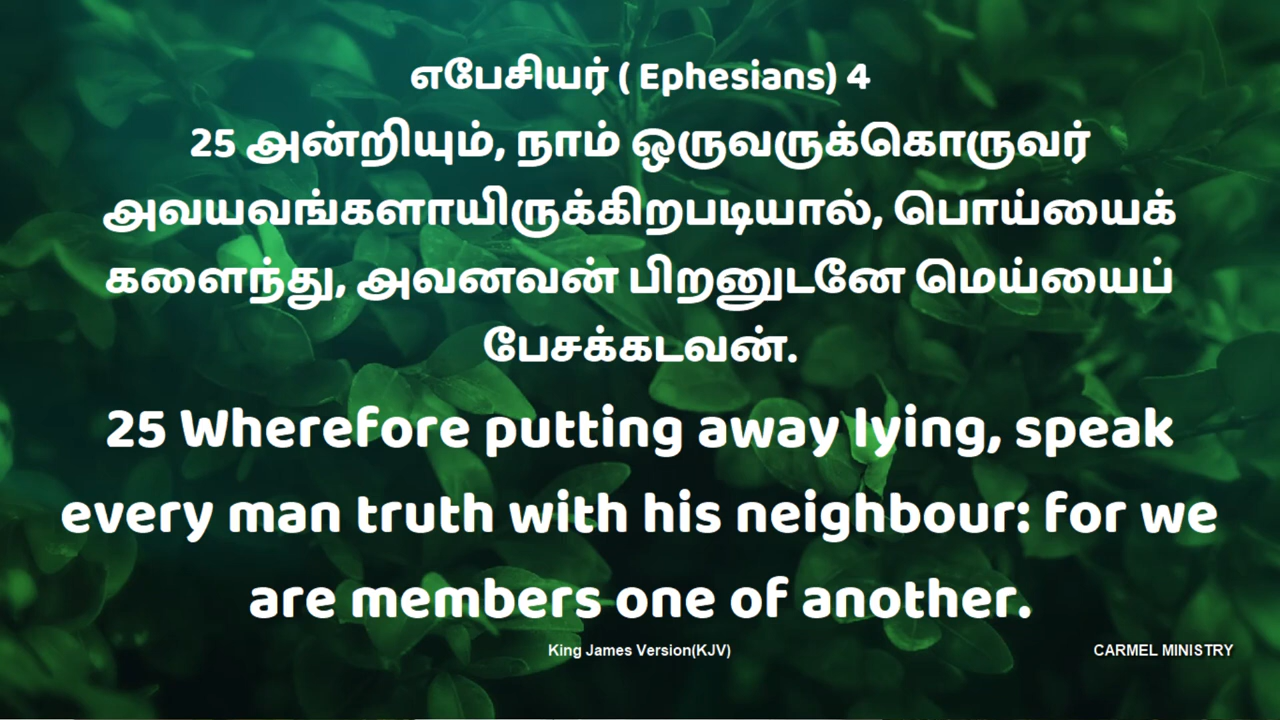 எபேசியர் ( Ephesians) 4
25 அன்றியும், நாம் ஒருவருக்கொருவர்
அவயவங்களாயிருக்கிறபடியால், பொய்யைக்
களைந்து, அவனவன் பிறனுடனே மெய்யைப்
பேசக்கடவன்.
25 Wherefore putting away lying, speak
every man truth with his neighbour: for we
are members one of another.
King James Version(KJV)
CARMEL MINISTRY